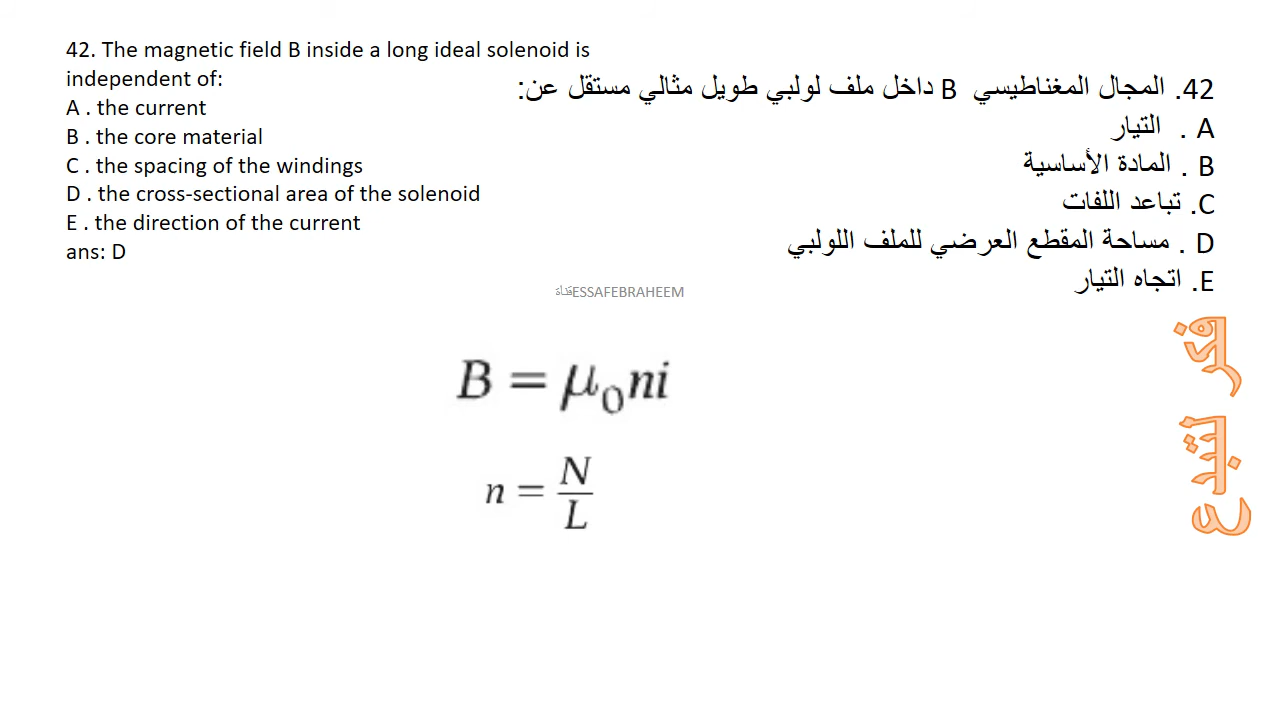 42. The magnetic field B inside a long ideal solenoid is
independent of:
A . the current
B . the core material
C . the spacing of the windings
D . the cross-sectional area of the solenoid
E . the direction of the current
ans: D
42. المجال المغناطيسي B داخل ملف لولبي طويل مثالي مستقل عن:
A . التيار
B . المادة الأساسية
C. تباعد اللفات
D . مساحة المقطع العرضي للملف اللولبي
E. اتجاه التيار
قناة ESSAFEBRAHEEM
B = μ₀ni
n = N/L
فكر
لتبدع